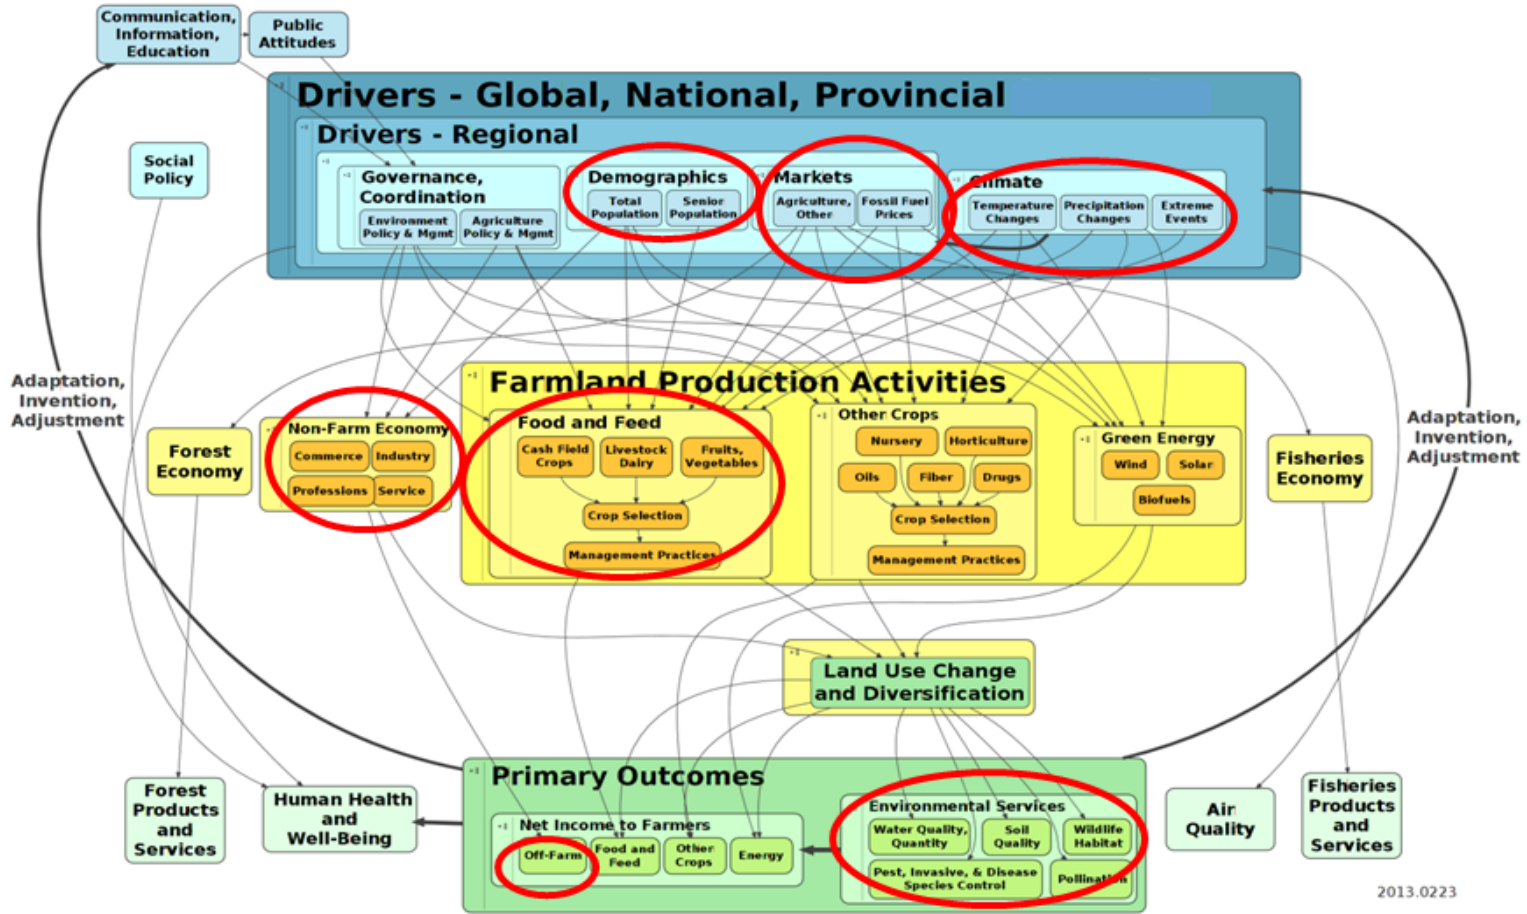 Communication,
Information,
Education
Public
Attitudes
Drivers - Global, National, Provincial
Drivers - Regional
Social
Policy
Governance,
Coordination
Environment
Policy & Mgmt
Agriculture
Policy & Mgmt
Demographics
Total
Population
Senior
Population
Markets
Agriculture,
Other
Fossil Fuel
Prices
Climate
Temperature
Changes
Precipitation
Changes
Extreme
Events
Adaptation,
Invention,
Adjustment
Farmland Production Activities
Forest
Economy
Non-Farm Economy
Commerce
Industry
Professions
Service
Food and Feed
Cash Field
Crops
Livestock
Dairy
Fruits,
Vegetables
Crop Selection
Management Practices
Other Crops
Nursery
Horticulture
Oils
Fiber
Drugs
Crop Selection
Management Practices
Green Energy
Wind
Solar
Biofuels
Fisheries
Economy
Adaptation,
Invention,
Adjustment
Land Use Change
and Diversification
Primary Outcomes
Forest
Products
and
Services
Human Health
and
Well-Being
Net Income to Farmers
Off-Farm
Food and
Feed
Other
Crops
Energy
Environmental Services
Water Quality,
Quantity
Soil
Quality
Wildlife
Habitat
Pest, Invasive, & Disease
Species Control
Pollination
Air
Quality
Fisheries
Products
and
Services
2013.0223